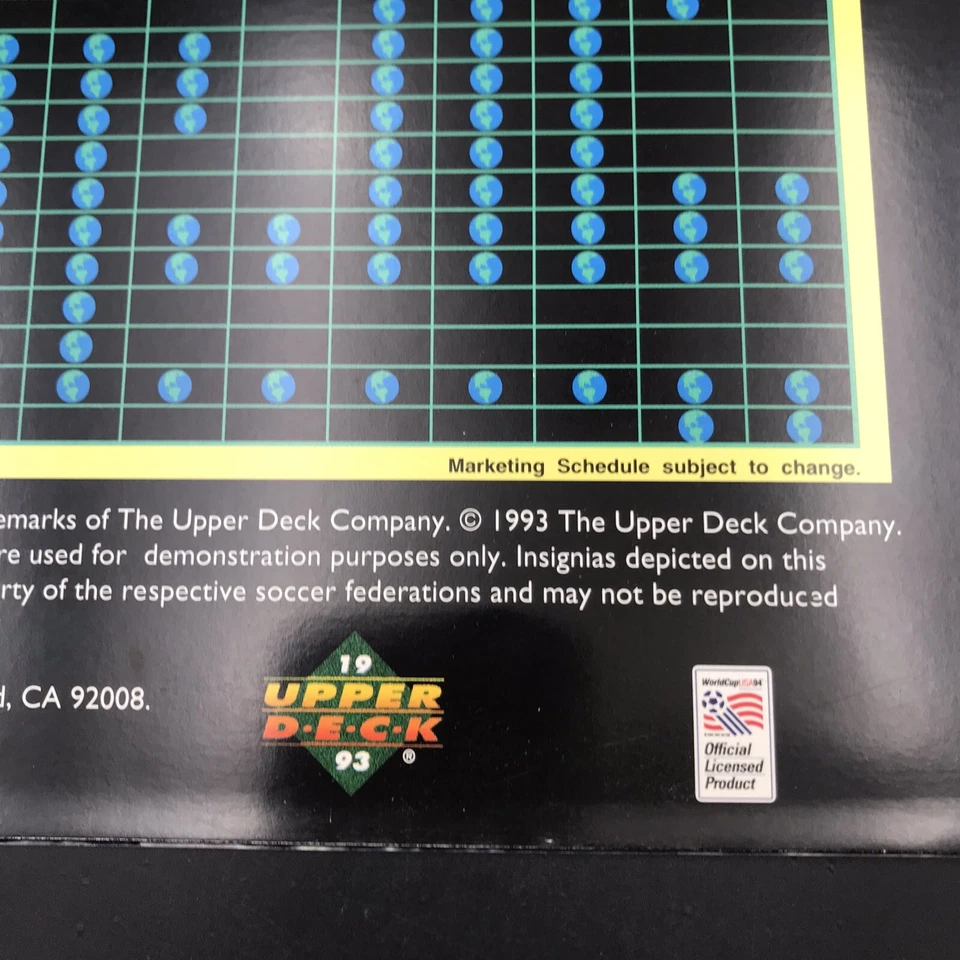 Marketing Schedule subject to change.
emarks of The Upper Deck Company. © 1993 The Upper Deck Company.
re used for demonstration purposes only. Insignias depicted on this
rty of the respective soccer federations and may not be reproduced
d, CA 92008.
19
UPPER
D·E·C·K
93 ®
WorldCupUSA94
Official
Licensed
Product